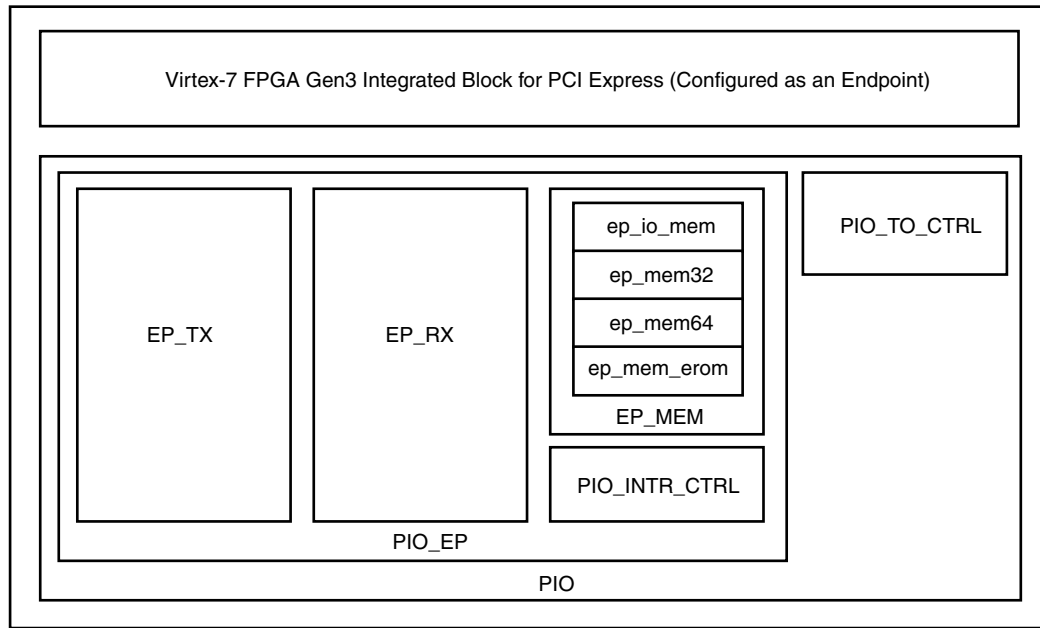 Virtex-7 FPGA Gen3 Integrated Block for PCI Express (Configured as an Endpoint)
EP_TX
EP_RX
ep_io_mem
ep_mem32
ep_mem64
ep_mem_erom
EP_MEM
PIO_INTR_CTRL
PIO_TO_CTRL
PIO_EP
PIO